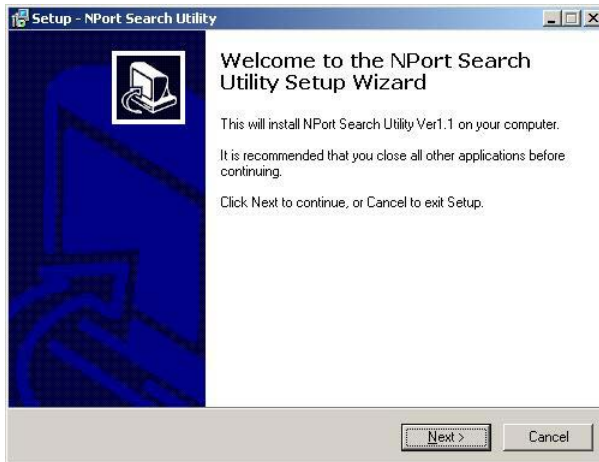 Setup - NPort Search Utility
Welcome to the NPort Search
Utility Setup Wizard
This will install NPort Search Utility Ver1.1 on your computer.
It is recommended that you close all other applications before
continuing.
Click Next to continue, or Cancel to exit Setup.
Next >
Cancel